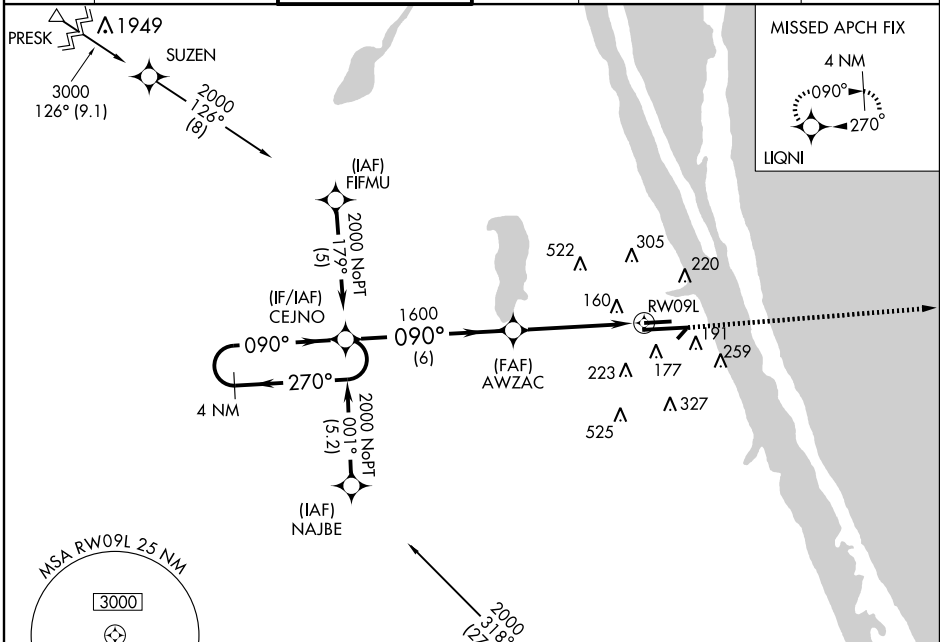 PRESK
1949
SUZEN
3000
126° (9.1)
2000
126°
(8)
MISSED APCH FIX
4 NM
090°
270°
LIQNI
(IAF)
FIFMU
2000 NoPT
179°
(5)
522
305
220
160
RW09L
(IF/IAF)
CEJNO
1600
090°
(6)
090°
270°
4 NM
(FAF)
AWZAC
191
259
177
223
327
525
2000 NoPT
001°
(5.2)
(IAF)
NAJBE
MSA RW09L 25 NM
3000
2000
318°